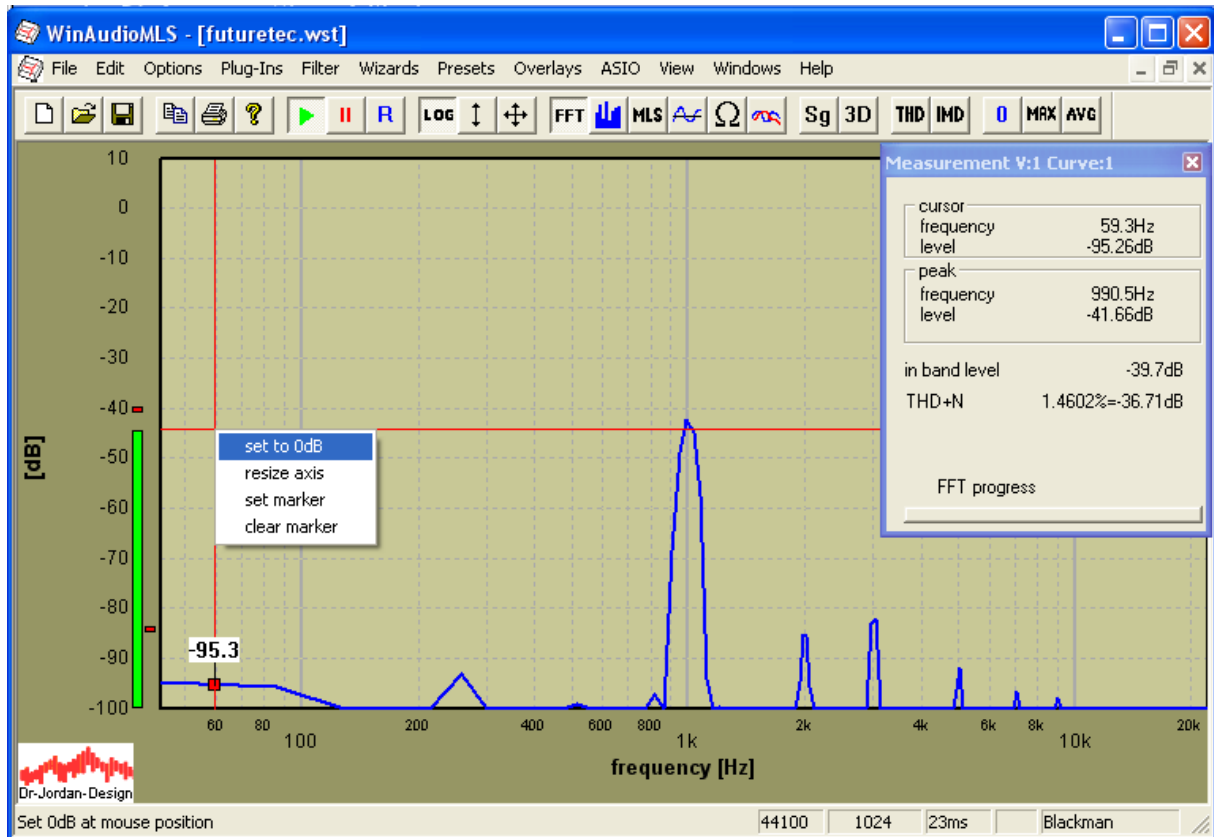 WinAudioMLS - [futuretec.wst]
File Edit Options Plug-Ins Filter Wizards Presets Overlays ASIO View Windows Help
R LOG FFT MLS Ω Sg 3D THD IMD 0 MAX AVG
Measurement V:1 Curve:1
cursor
frequency 59.3Hz
level -95.26dB
peak
frequency 990.5Hz
level -41.66dB
in band level -39.7dB
THD+N 1.4602%=-36.71dB
FFT progress
10
0
-10
-20
-30
-40
-50
-60
-70
-80
-90
-100
[dB]
set to 0dB
resize axis
set marker
clear marker
-95.3
60 80 200 400 600 800 2k 4k 6k 8k 20k
100 1k 10k
frequency [Hz]
Dr-Jordan-Design
Set 0dB at mouse position 44100 1024 23ms Blackman